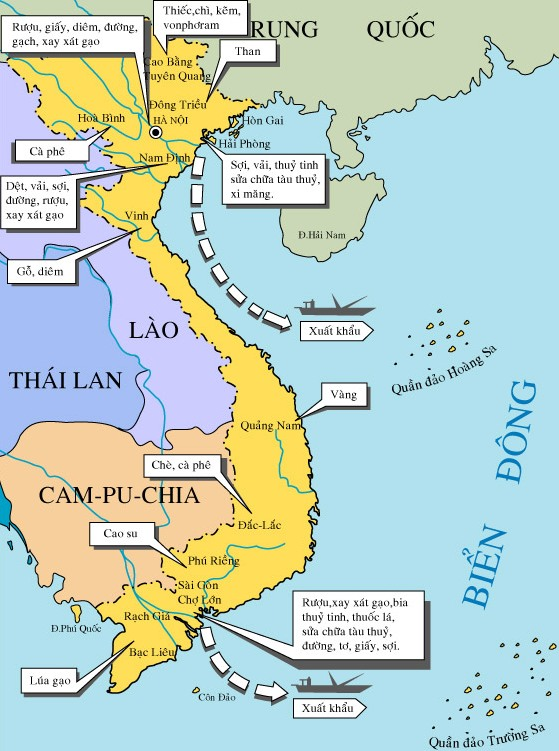 Thiếc,chì, kẽm,
vonphơram
Rượu, giấy, diêm, đường,
gạch, xay xát gạo
RUNG QUỐC
Than
Cao Bằng
Tuyên Quang
Đông Triều
Hoà Bình
HÀ NỘI
Hòn Gai
Hải Phòng
Cà phê
Nam Định
Sợi, vải, thuỷ tinh
sửa chữa tàu thuỷ,
xi măng.
Dệt, vải, sợi,
đường, rượu,
xay xát gạo
Vinh
Đ.Hải Nam
Gỗ, diêm
LÀO
Xuất khẩu
Quần đảo Hoàng Sa
THÁI LAN
Vàng
Quảng Nam
BIỂN ĐÔNG
Chè, cà phê
CAM-PU-CHIA
Đắc-Lắc
Cao su
Phú Riềng
Sài Gòn
Chợ Lớn
Rạch Giá
Đ.Phú Quốc
Rượu,xay xát gạo,bia
thuỷ tinh, thuốc lá,
sửa chữa tàu thuỷ,
đường, tơ, giấy, sợi.
Bạc Liêu
Lúa gạo
Côn Đảo
Xuất khẩu
Quần đảo Trường Sa